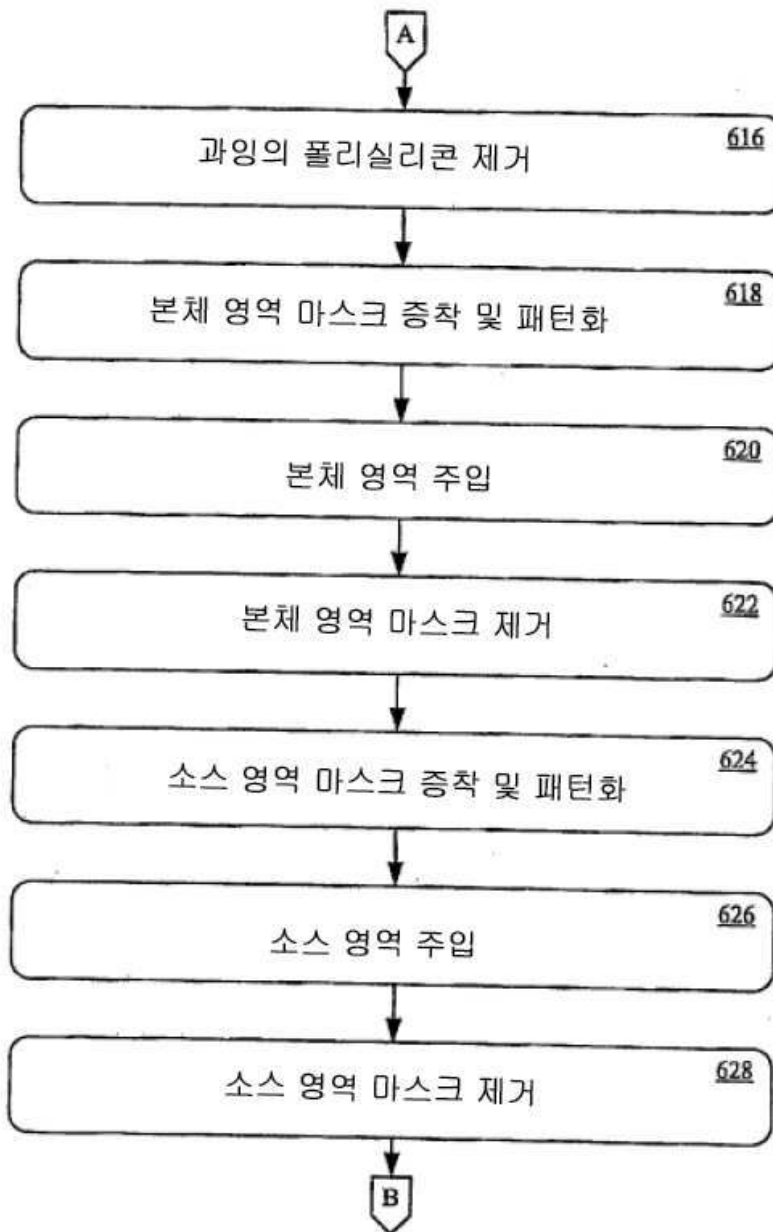 A
616
과잉의 폴리실리콘 제거
618
본체 영역 마스크 증착 및 패턴화
620
본체 영역 주입
622
본체 영역 마스크 제거
624
소스 영역 마스크 증착 및 패턴화
626
소스 영역 주입
628
소스 영역 마스크 제거
B